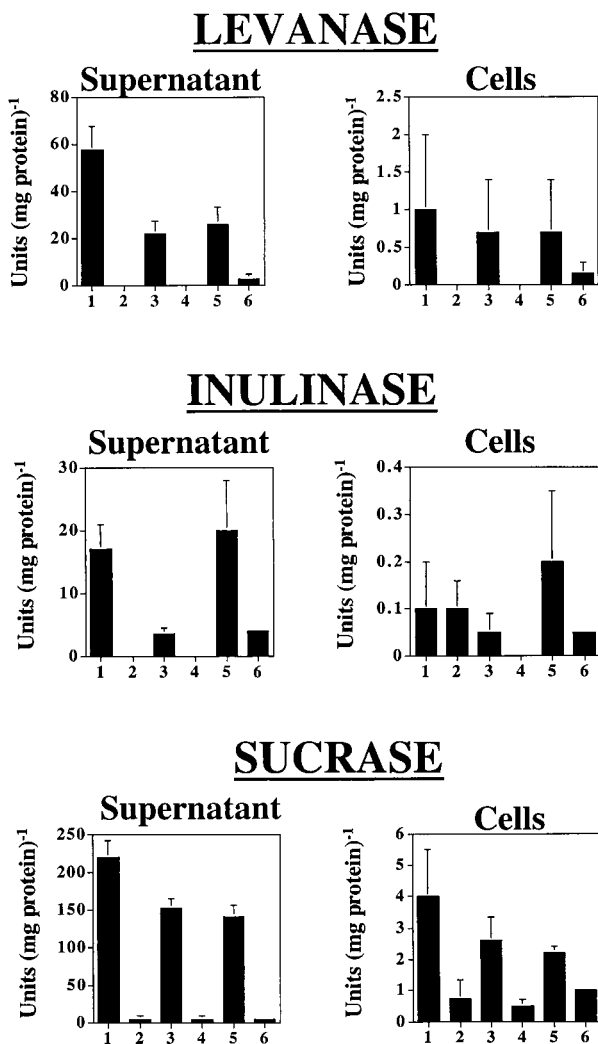 LEVANASE
Supernatant
Cells
Units (mg protein)-1
80
60
40
20
0
1 2 3 4 5 6
Units (mg protein)-1
2.5
2
1.5
1
0.5
0
1 2 3 4 5 6
INULINASE
Supernatant
Cells
Units (mg protein)-1
30
20
10
0
1 2 3 4 5 6
Units (mg protein)-1
0.4
0.3
0.2
0.1
0
1 2 3 4 5 6
SUCRASE
Supernatant
Cells
Units (mg protein)-1
250
200
150
100
50
0
1 2 3 4 5 6
Units (mg protein)-1
6
5
4
3
2
1
0
1 2 3 4 5 6